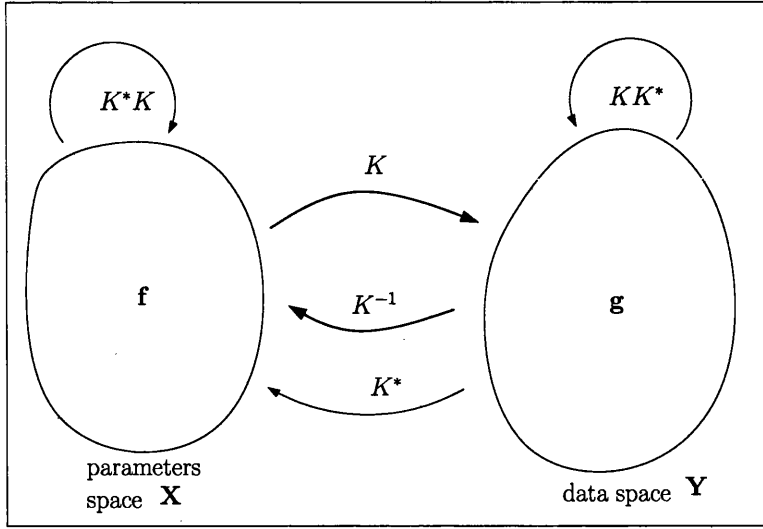 K*K
KK*
K
f
K⁻¹
g
K*
parameters
space X
data space Y